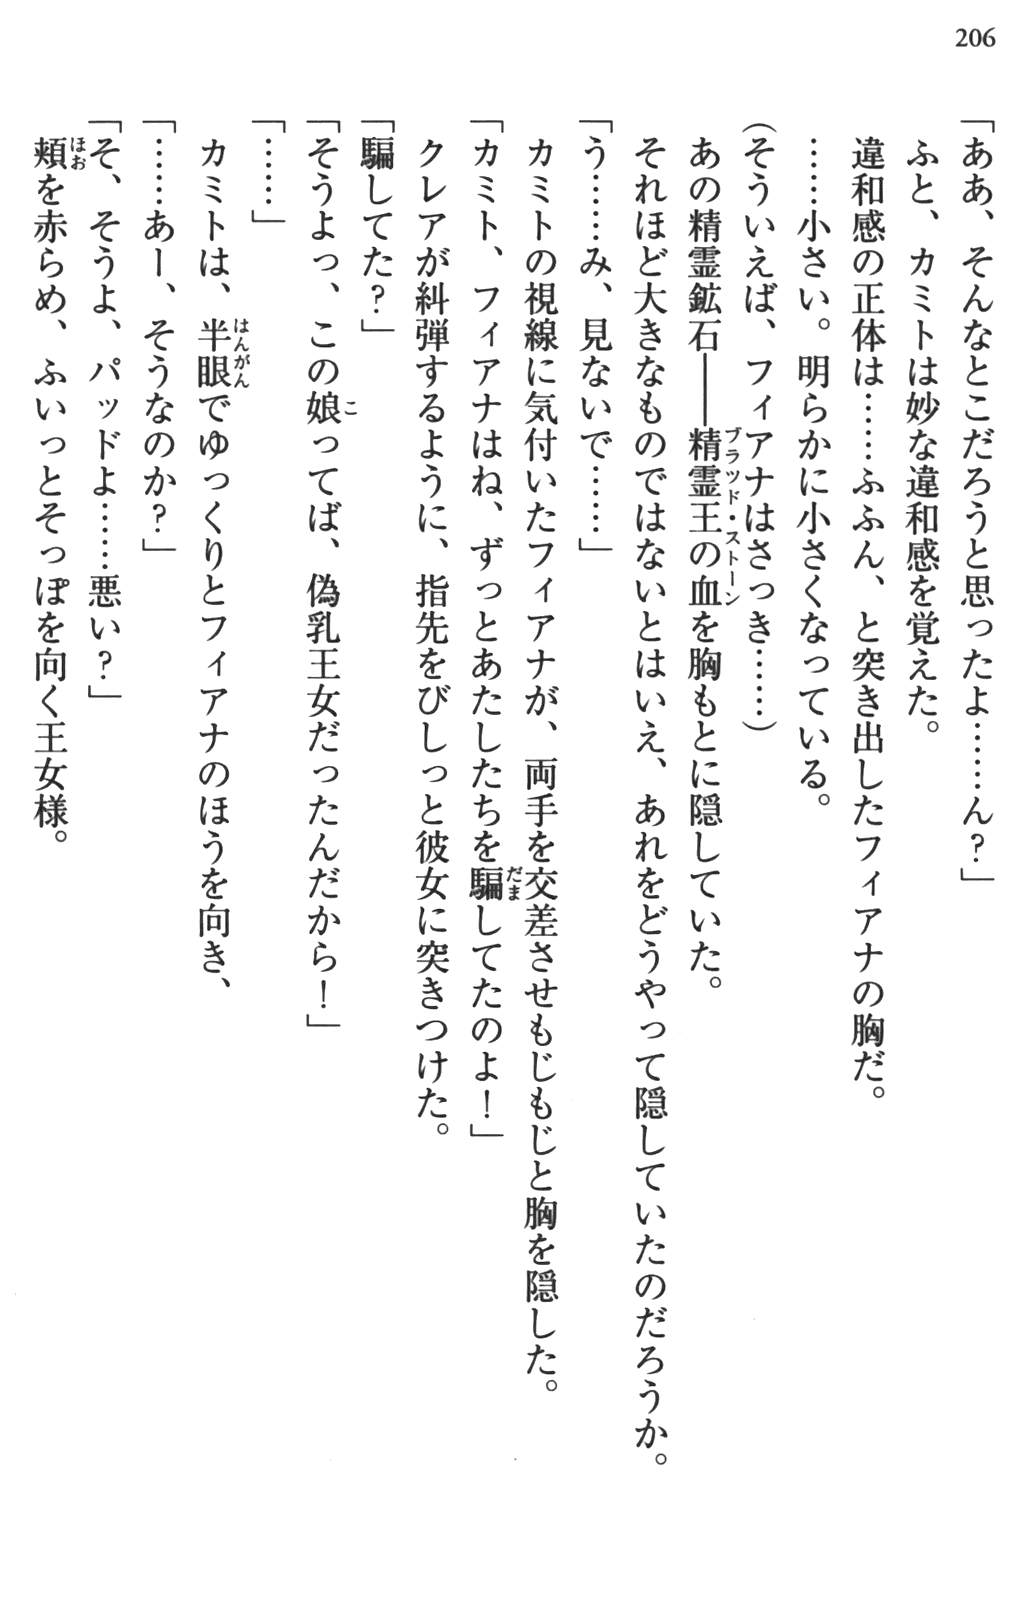 206
「ああ、そんなとこだろうと思ったよ……ん？」
ふと、カミトは妙な違和感を覚えた。
違和感の正体は……ふふん、と突き出したフィアナの胸だ。
……小さい。明らかに小さくなっている。
（そういえば、フィアナはさっき……）
あの精霊鉱石――精霊王の血を胸もとに隠していた。
ブラッド・ストーン
それほど大きなものではないとはいえ、あれをどうやって隠していたのだろうか。
「う……み、見ないで……」
カミトの視線に気付いたフィアナが、両手を交差させもじもじと胸を隠した。
「カミト、フィアナはね、ずっとあたしたちを騙してたのよ！」
だま
クレアが糾弾するように、指先をびしっと彼女に突きつけた。
「騙してた？」
「そうよっ、この娘ってば、偽乳王女だったんだから！」
こ
「……」
カミトは、半眼でゆっくりとフィアナのほうを向き、
はんがん
「……あー、そうなのか？」
「そ、そうよ、パッドよ……悪い？」
頬を赤らめ、ふいっとそっぽを向く王女様。
ほお